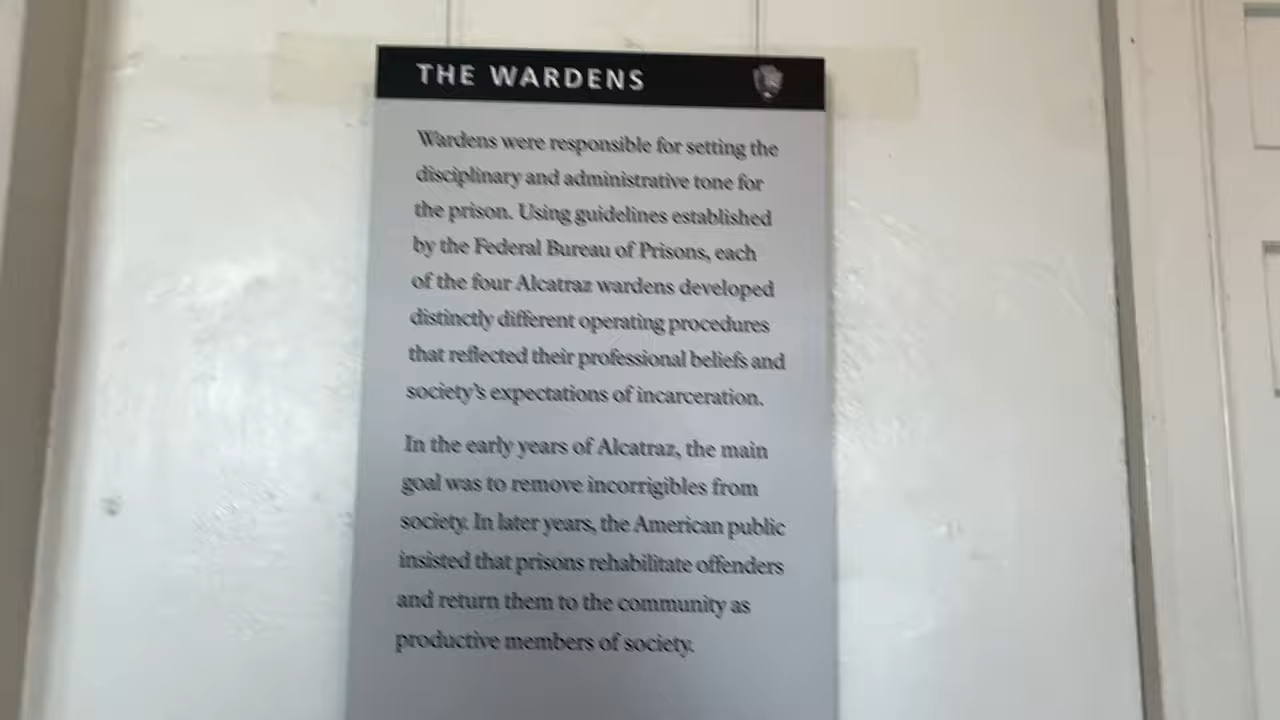 THE WARDENS
Wardens were responsible for setting the
disciplinary and administrative tone for
the prison. Using guidelines established
by the Federal Bureau of Prisons, each
of the four Alcatraz wardens developed
distinctly different operating procedures
that reflected their professional beliefs and
society's expectations of incarceration.
In the early years of Alcatraz, the main
goal was to remove incorrigibles from
society. In later years, the American public
insisted that prisons rehabilitate offenders
and return them to the community as
productive members of society.